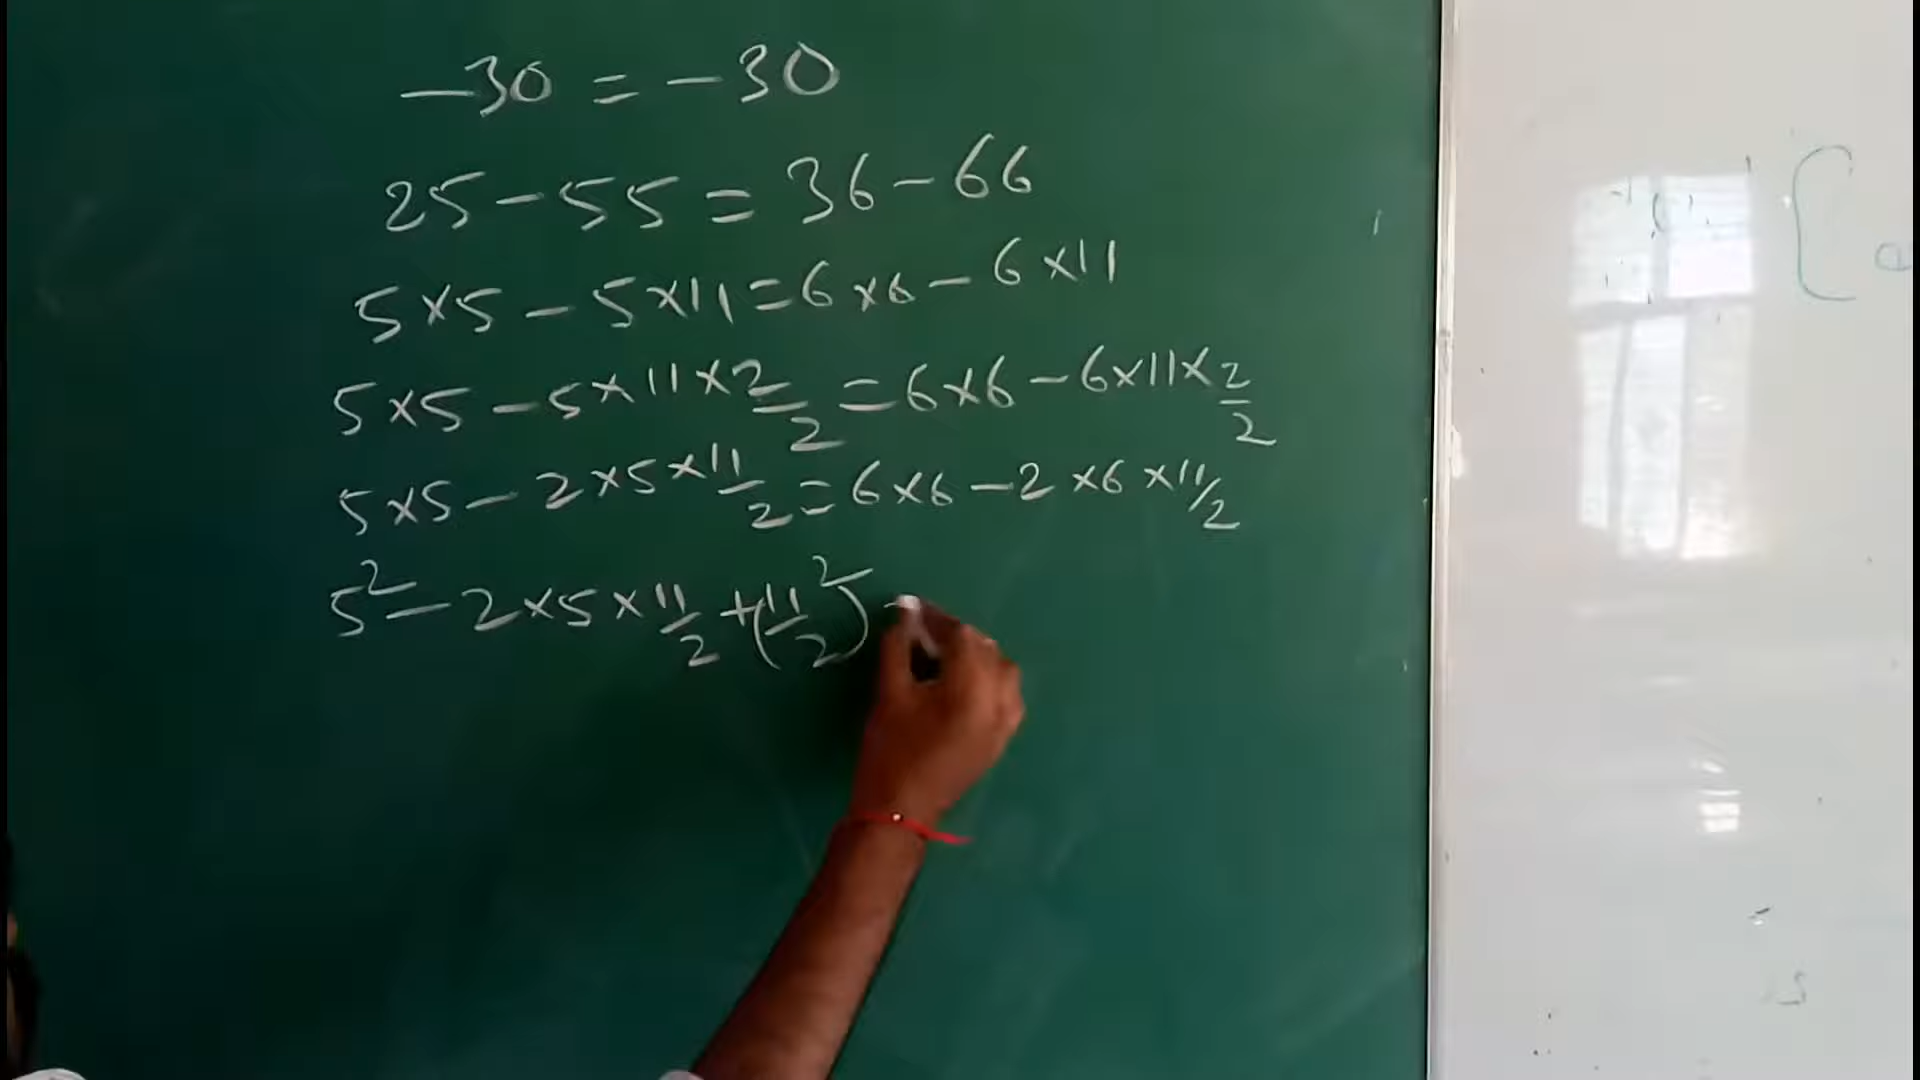 -30 = -30
25 - 55 = 36 - 66
5×5 - 5×11 = 6×6 - 6×11
5×5 - 5×11×2/2 = 6×6 - 6×11×2/2
5×5 - 2×5×11/2 = 6×6 - 2×6×11/2
5² - 2×5×11/2 + (11/2)²